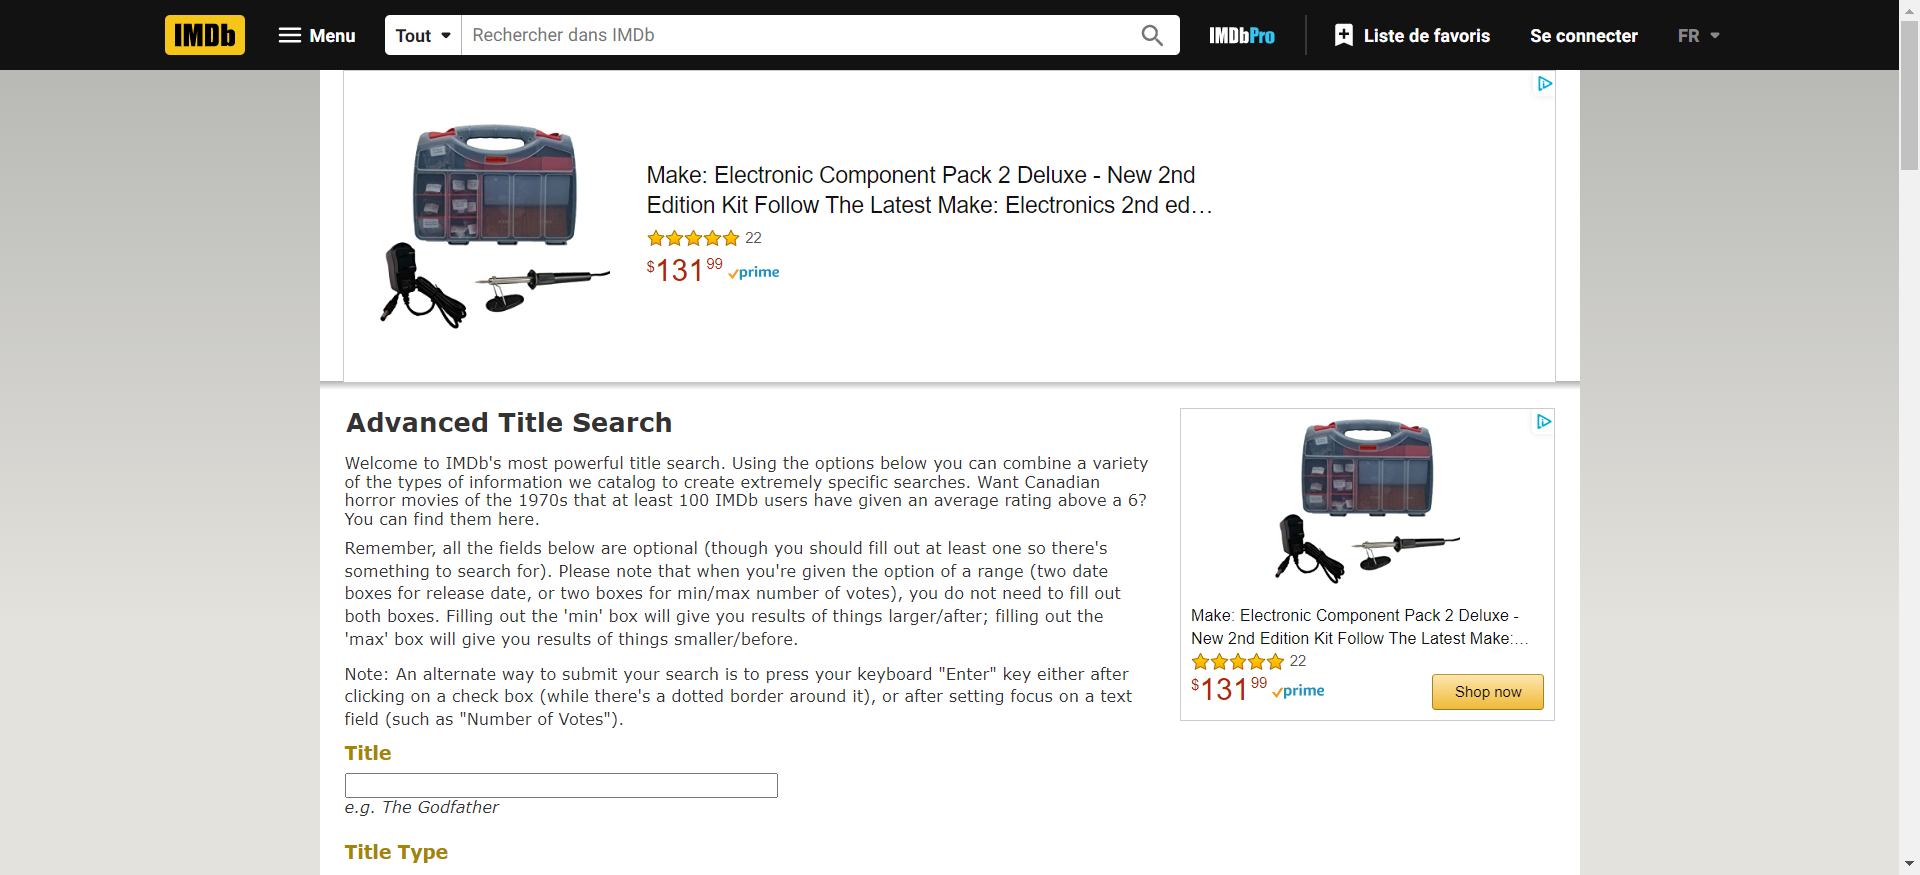 IMDb Menu Tout Rechercher dans IMDb IMDbPro Liste de favoris Se connecter FR
Make: Electronic Component Pack 2 Deluxe - New 2nd
Edition Kit Follow The Latest Make: Electronics 2nd ed…
22
$131 99 prime
Advanced Title Search
Welcome to IMDb's most powerful title search. Using the options below you can combine a variety
of the types of information we catalog to create extremely specific searches. Want Canadian
horror movies of the 1970s that at least 100 IMDb users have given an average rating above a 6?
You can find them here.
Remember, all the fields below are optional (though you should fill out at least one so there's
something to search for). Please note that when you're given the option of a range (two date
boxes for release date, or two boxes for min/max number of votes), you do not need to fill out
both boxes. Filling out the 'min' box will give you results of things larger/after; filling out the
'max' box will give you results of things smaller/before.
Note: An alternate way to submit your search is to press your keyboard "Enter" key either after
clicking on a check box (while there's a dotted border around it), or after setting focus on a text
field (such as "Number of Votes").
Title
e.g. The Godfather
Title Type
Make: Electronic Component Pack 2 Deluxe -
New 2nd Edition Kit Follow The Latest Make:…
22
$131 99 prime
Shop now